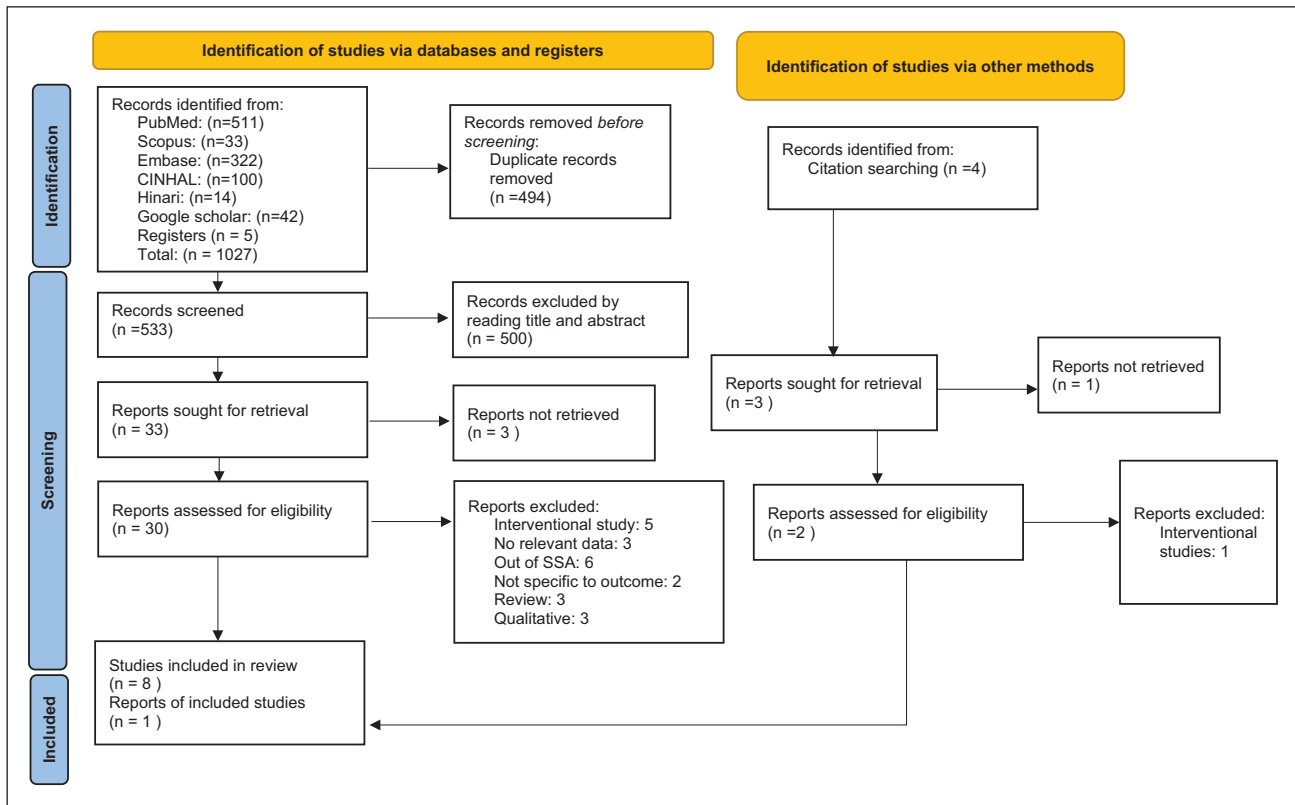 Identification of studies via databases and registers
Identification of studies via other methods
Identification
Records identified from:
PubMed: (n=511)
Scopus: (n=33)
Embase: (n=322)
CINHAL: (n=100)
Hinari: (n=14)
Google scholar: (n=42)
Registers (n = 5)
Total: (n = 1027)
Records removed before
screening:
Duplicate records
removed
(n =494)
Records identified from:
Citation searching (n =4)
Screening
Records screened
(n =533)
Records excluded by
reading title and abstract
(n = 500)
Reports sought for retrieval
(n = 33)
Reports not retrieved
(n = 3 )
Reports sought for retrieval
(n =3 )
Reports not retrieved
(n = 1)
Reports assessed for eligibility
(n = 30)
Reports excluded:
Interventional study: 5
No relevant data: 3
Out of SSA: 6
Not specific to outcome: 2
Review: 3
Qualitative: 3
Reports assessed for eligibility
(n =2 )
Reports excluded:
Interventional
studies: 1
Included
Studies included in review
(n = 8 )
Reports of included studies
(n = 1 )